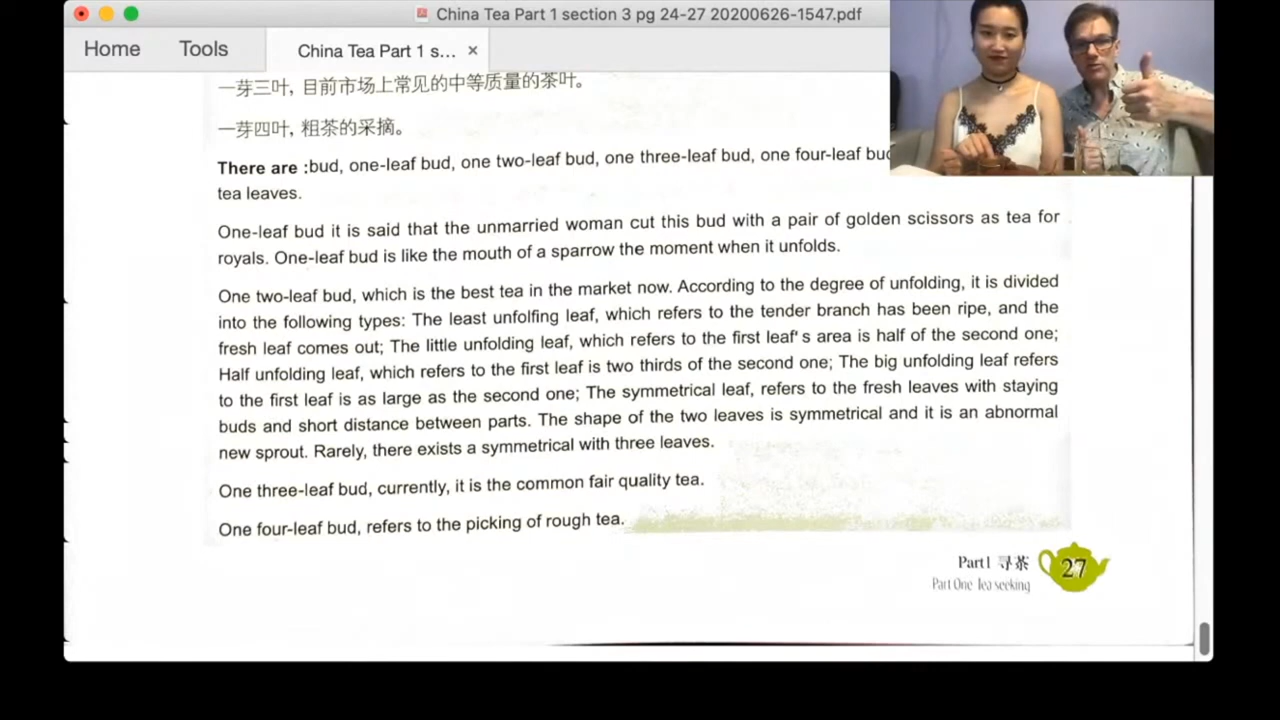 China Tea Part 1 section 3 pg 24-27 20200626-1547.pdf
Home Tools China Tea Part 1 s... ×
一芽三叶, 目前市场上常见的中等质量的茶叶。
一芽四叶, 粗茶的采摘。
There are :bud, one-leaf bud, one two-leaf bud, one three-leaf bud, one four-leaf
tea leaves.
One-leaf bud it is said that the unmarried woman cut this bud with a pair of golden scissors as tea for
royals. One-leaf bud is like the mouth of a sparrow the moment when it unfolds.
One two-leaf bud, which is the best tea in the market now. According to the degree of unfolding, it is divided
into the following types: The least unfolfing leaf, which refers to the tender branch has been ripe, and the
fresh leaf comes out; The little unfolding leaf, which refers to the first leaf's area is half of the second one;
Half unfolding leaf, which refers to the first leaf is two thirds of the second one; The big unfolding leaf refers
to the first leaf is as large as the second one; The symmetrical leaf, refers to the fresh leaves with staying
buds and short distance between parts. The shape of the two leaves is symmetrical and it is an abnormal
new sprout. Rarely, there exists a symmetrical with three leaves.
One three-leaf bud, currently, it is the common fair quality tea.
One four-leaf bud, refers to the picking of rough tea.
Part1 寻茶
Part One Tea seeking
27